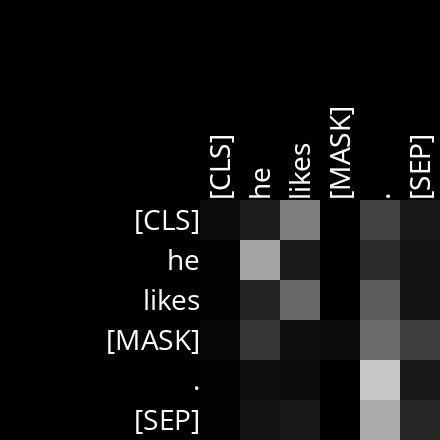 [CLS] he likes [MASK] . [SEP]
[CLS]
he
likes
[MASK]
.
[SEP]